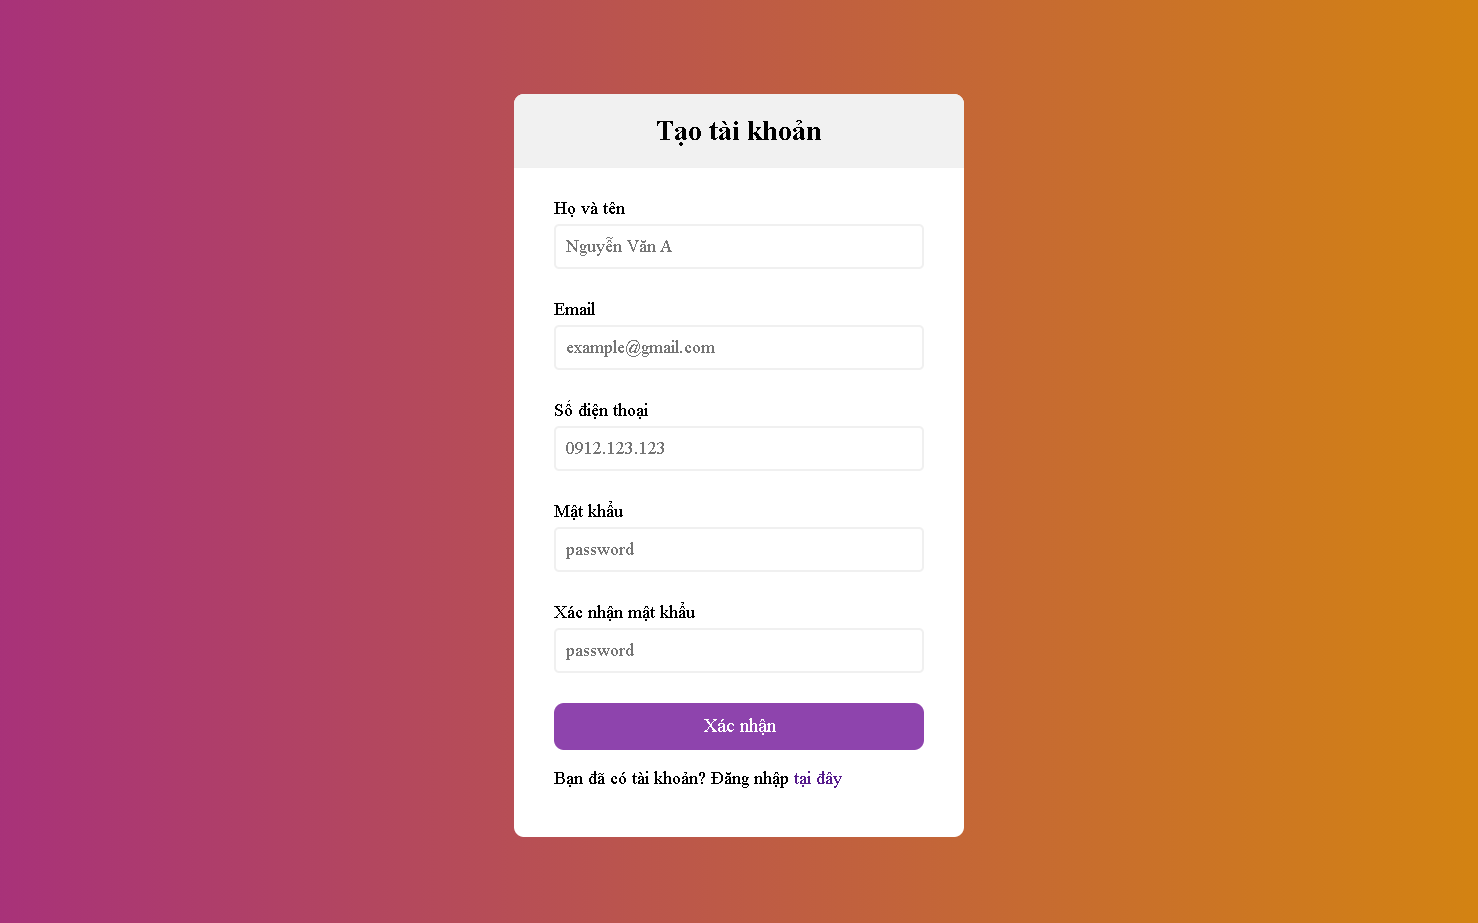 Tạo tài khoản
Họ và tên
Nguyễn Văn A
Email
example@gmail.com
Số điện thoại
0912.123.123
Mật khẩu
password
Xác nhận mật khẩu
password
Xác nhận
Bạn đã có tài khoản? Đăng nhập tại đây